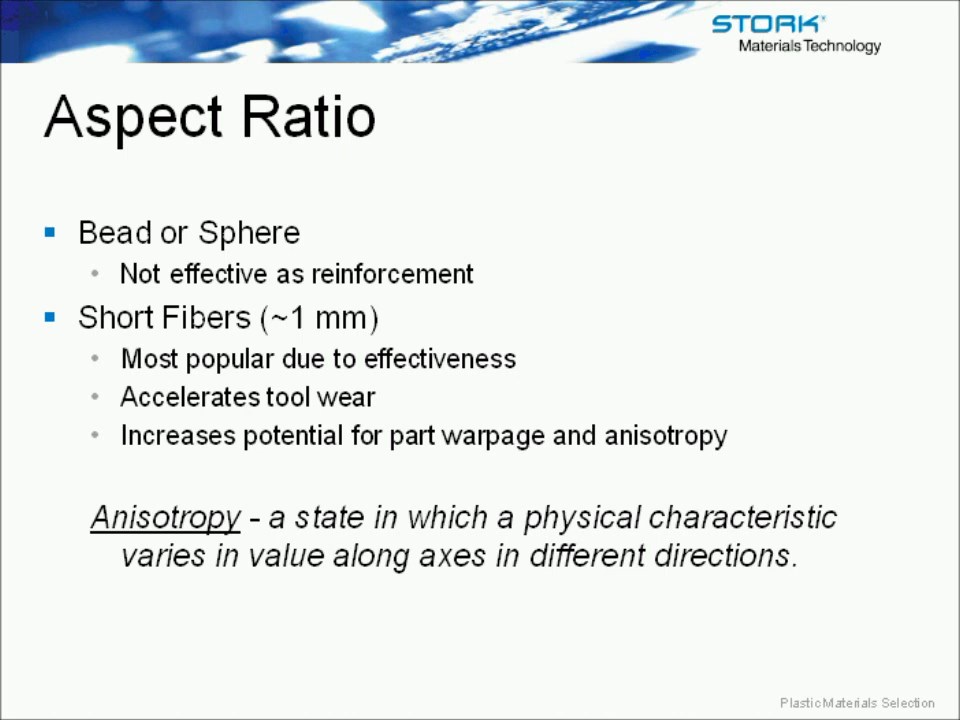 STORK®
Materials Technology
Aspect Ratio
Bead or Sphere
Not effective as reinforcement
Short Fibers (~1 mm)
Most popular due to effectiveness
Accelerates tool wear
Increases potential for part warpage and anisotropy
Anisotropy - a state in which a physical characteristic
varies in value along axes in different directions.
Plastic Materials Selection